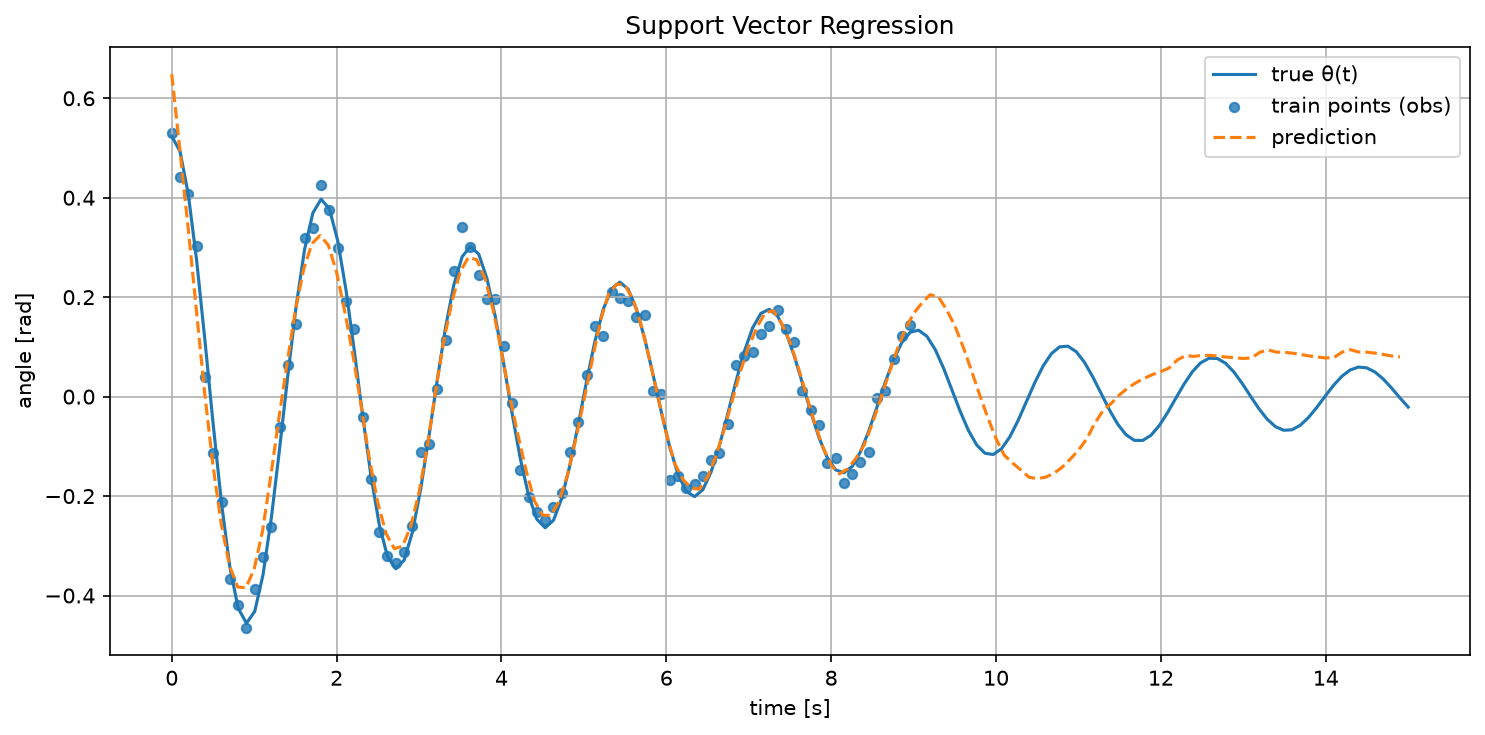 Support Vector Regression
true θ(t)
train points (obs)
prediction
angle [rad]
0.6
0.4
0.2
0.0
−0.2
−0.4
0 2 4 6 8 10 12 14
time [s]